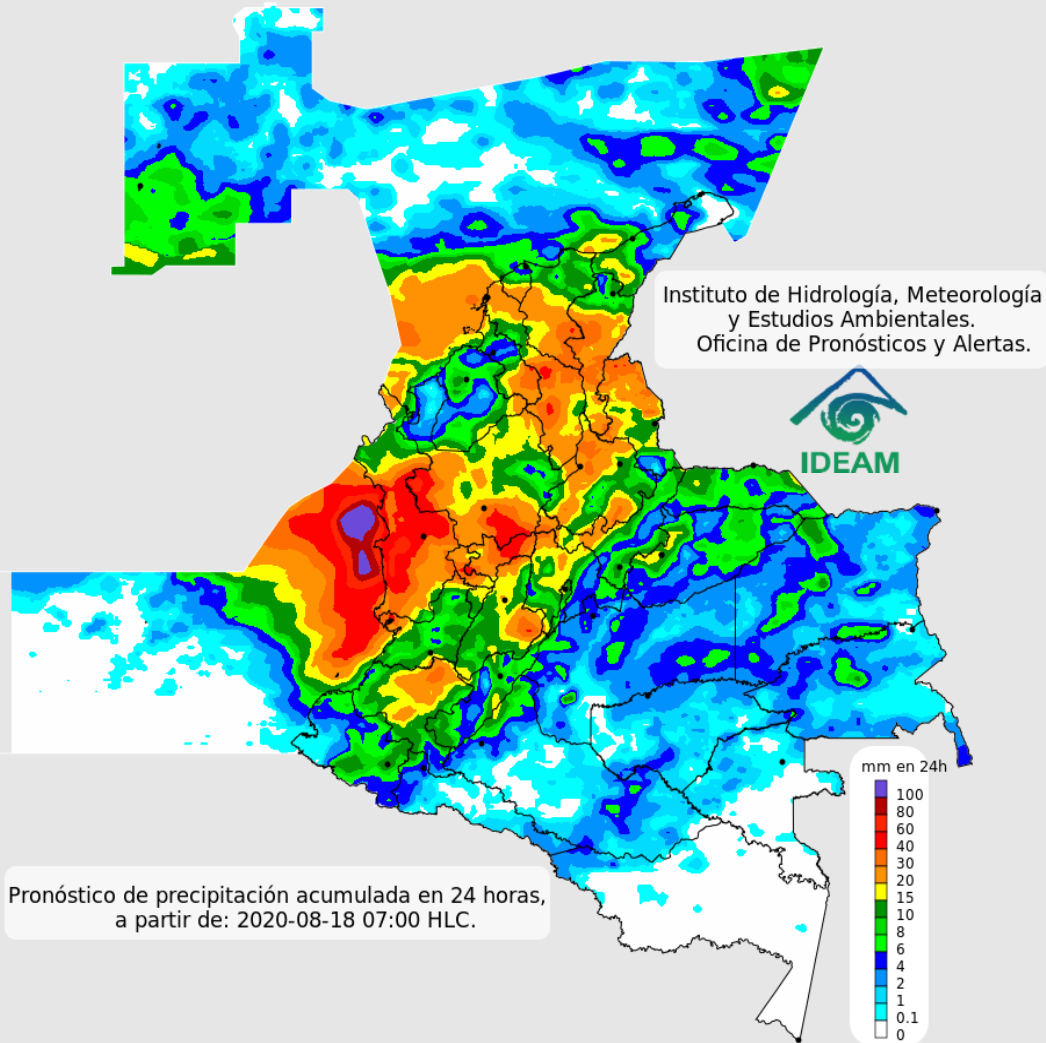 Instituto de Hidrología, Meteorología
y Estudios Ambientales.
Oficina de Pronósticos y Alertas.
IDEAM
mm en 24h
100
80
60
40
30
20
15
10
8
6
4
2
1
0.1
0
Pronóstico de precipitación acumulada en 24 horas,
a partir de: 2020-08-18 07:00 HLC.